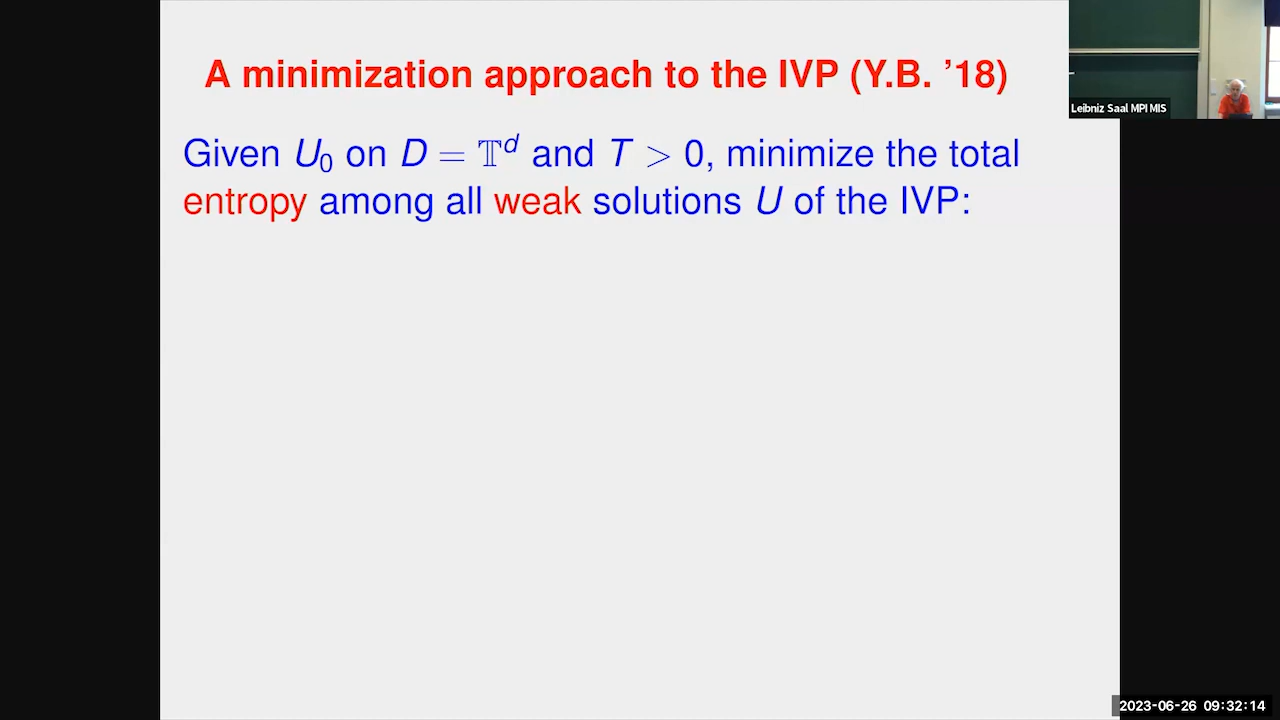 A minimization approach to the IVP (Y.B. ’18)
Leibniz Saal MPI MIS
Given U₀ on D = 𝕋ᵈ and T > 0, minimize the total
entropy among all weak solutions U of the IVP:
2023-06-26 09:32:14